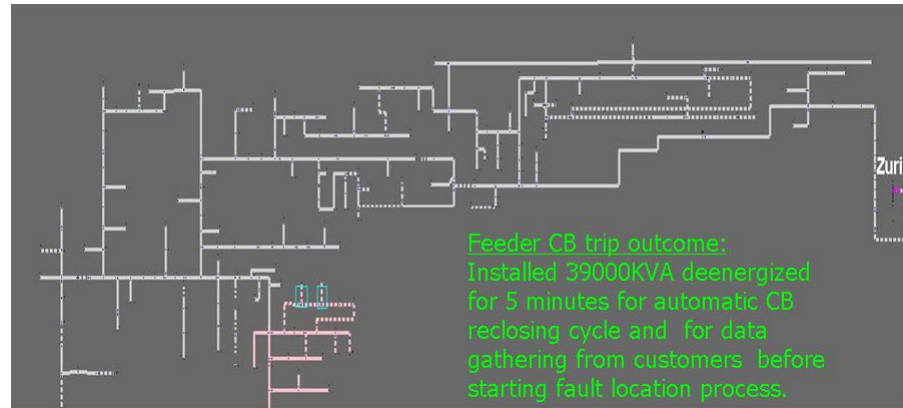 Zuri
Feeder CB trip outcome:
Installed 39000KVA deenergized
for 5 minutes for automatic CB
reclosing cycle and for data
gathering from customers before
starting fault location process.